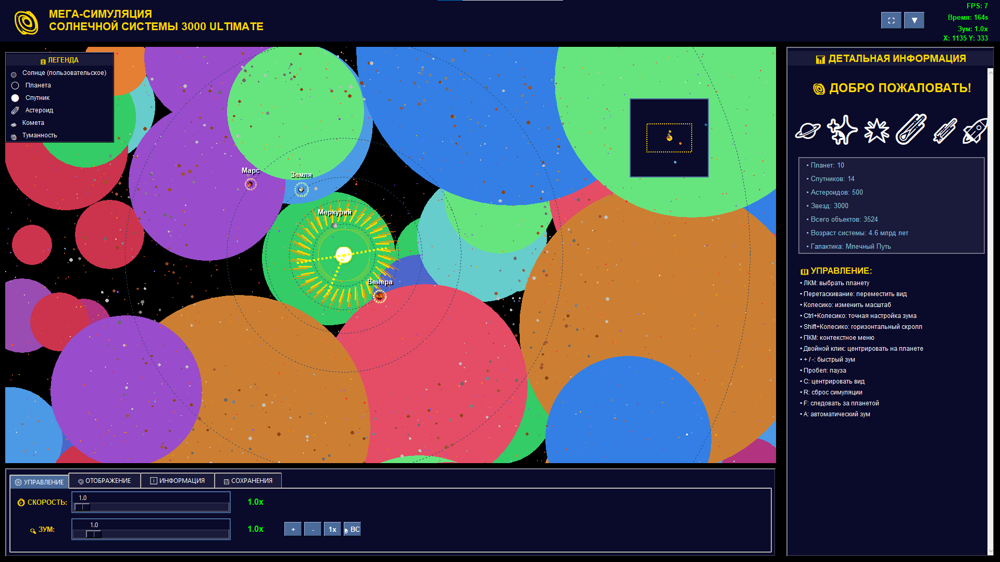 МЕГА-СИМУЛЯЦИЯ
СОЛНЕЧНОЙ СИСТЕМЫ 3000 ULTIMATE
FPS: 7
Время: 164s
Зум: 1.0x
X: 1135 Y: 333
ЛЕГЕНДА
Солнце (пользовательское)
Планета
Спутник
Астероид
Комета
Туманность
Марс
Земля
Меркурий
Венера
ДЕТАЛЬНАЯ ИНФОРМАЦИЯ
ДОБРО ПОЖАЛОВАТЬ!
• Планет: 10
• Спутников: 14
• Астероидов: 500
• Звезд: 3000
• Всего объектов: 3524
• Возраст системы: 4.6 млрд лет
• Галактика: Млечный Путь
УПРАВЛЕНИЕ:
• ЛКМ: выбрать планету
• Перетаскивание: переместить вид
• Колесико: изменить масштаб
• Ctrl+Колесико: точная настройка зума
• Shift+Колесико: горизонтальный скролл
• ПКМ: контекстное меню
• Двойной клик: центрировать на планете
• + / -: быстрый зум
• Пробел: пауза
• C: центрировать вид
• R: сброс симуляции
• F: следовать за планетой
• A: автоматический зум
УПРАВЛЕНИЕ
ОТОБРАЖЕНИЕ
ИНФОРМАЦИЯ
СОХРАНЕНИЯ
СКОРОСТЬ:
1.0
1.0x
ЗУМ:
1.0
1.0x
+
-
1x
ВС